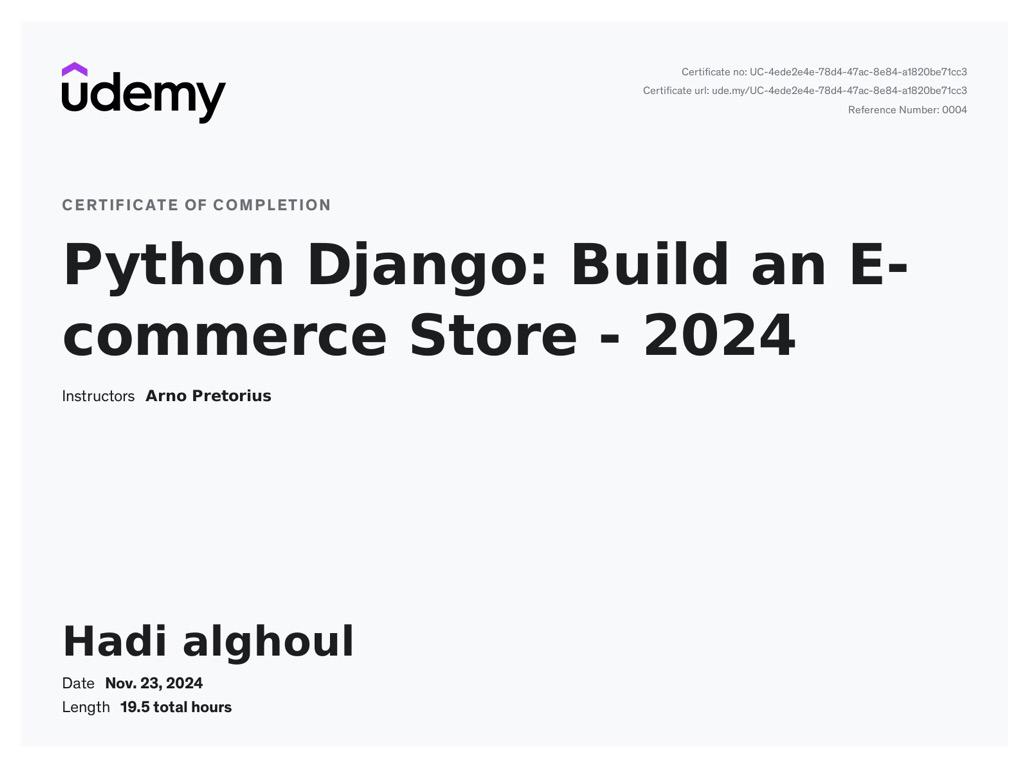 udemy
Certificate no: UC-4ede2e4e-78d4-47ac-8e84-a1820be71cc3
Certificate url: ude.my/UC-4ede2e4e-78d4-47ac-8e84-a1820be71cc3
Reference Number: 0004
CERTIFICATE OF COMPLETION
Python Django: Build an E-
commerce Store - 2024
Instructors Arno Pretorius
Hadi alghoul
Date Nov. 23, 2024
Length 19.5 total hours